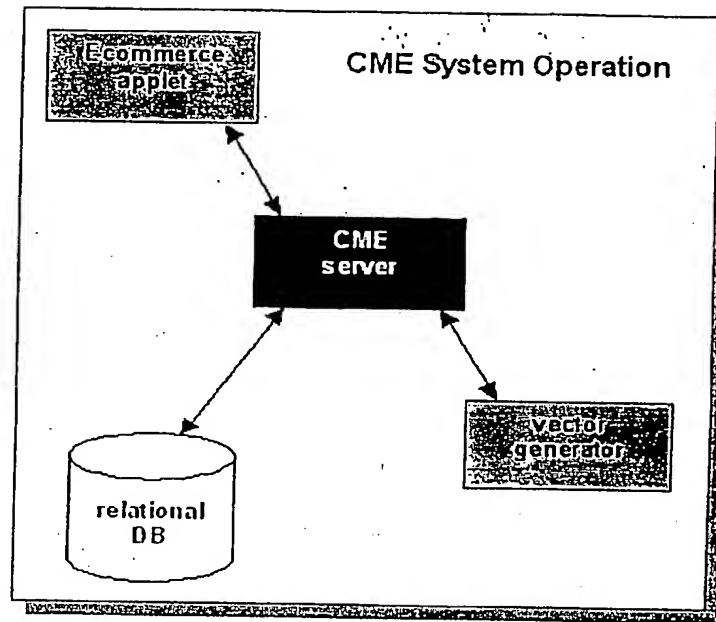 Ecommerce
applet
CME System Operation
CME
server
vector
generator
relational
DB